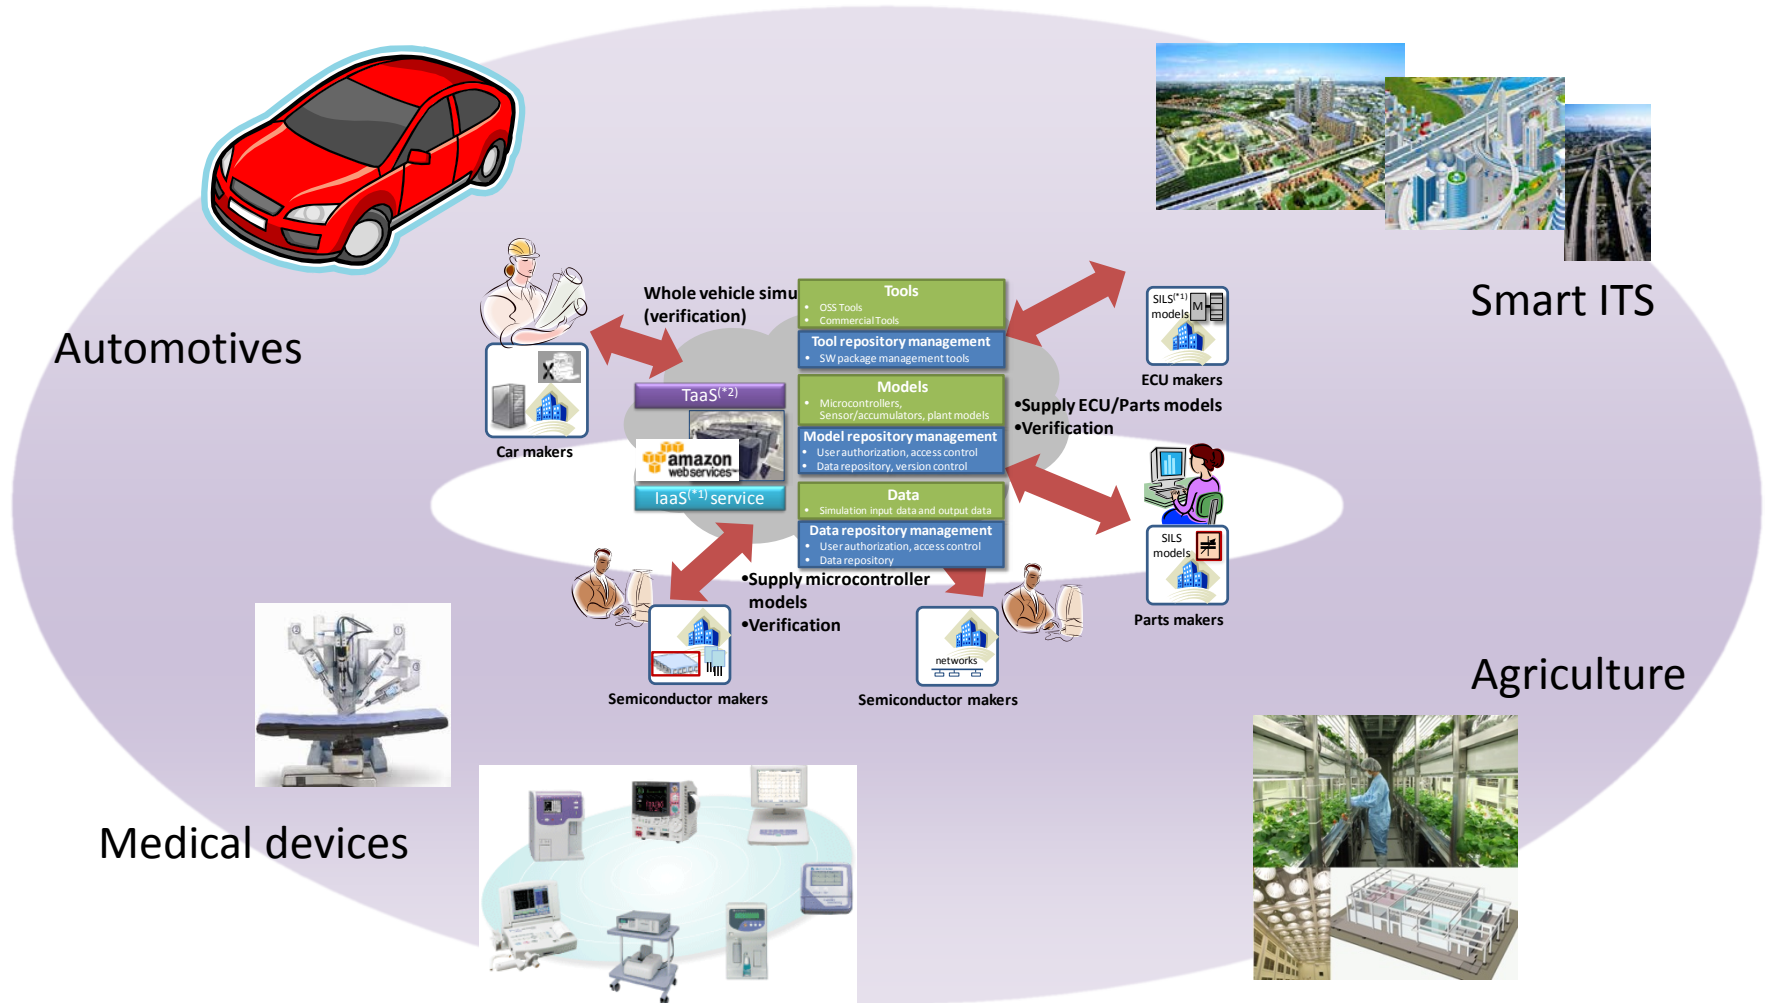 Automotives
Smart ITS
Medical devices
Agriculture
Whole vehicle simu
(verification)
Car makers
TaaS(*2)
amazon
webservices™
IaaS(*1) service
Tools
• OSS Tools
• Commercial Tools
Tool repository management
• SW package management tools
Models
• Microcontrollers,
Sensor/accumulators, plant models
Model repository management
• User authorization, access control
• Data repository, version control
Data
• Simulation input data and output data
Data repository management
• User authorization, access control
• Data repository
SILS(*1)
models
M
ECU makers
•Supply ECU/Parts models
•Verification
SILS
models
Parts makers
•Supply microcontroller
models
•Verification
Semiconductor makers
networks
Semiconductor makers